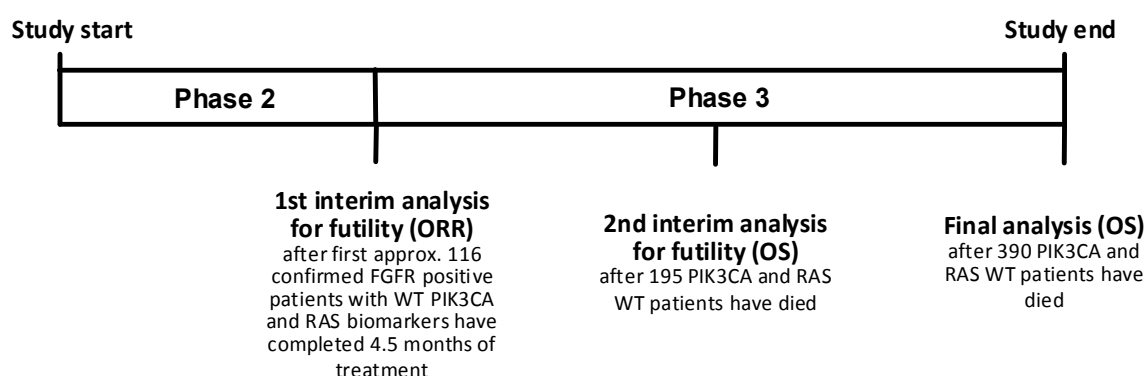 Study start
Study end
Phase 2
Phase 3
1st interim analysis
for futility (ORR)
after first approx. 116
confirmed FGFR positive
patients with WT PIK3CA
and RAS biomarkers have
completed 4.5 months of
treatment
2nd interim analysis
for futility (OS)
after 195 PIK3CA and RAS
WT patients have died
Final analysis (OS)
after 390 PIK3CA and
RAS WT patients have
died